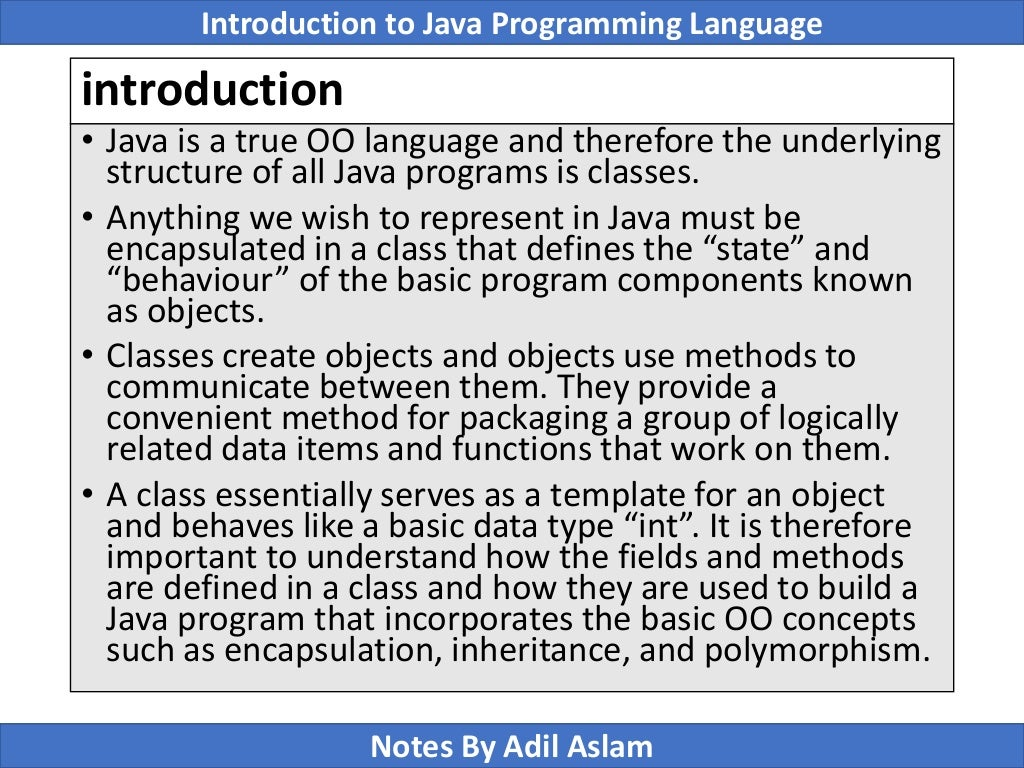 Introduction to Java Programming Language
introduction
• Java is a true OO language and therefore the underlying
structure of all Java programs is classes.
• Anything we wish to represent in Java must be
encapsulated in a class that defines the “state” and
“behaviour” of the basic program components known
as objects.
• Classes create objects and objects use methods to
communicate between them. They provide a
convenient method for packaging a group of logically
related data items and functions that work on them.
• A class essentially serves as a template for an object
and behaves like a basic data type “int”. It is therefore
important to understand how the fields and methods
are defined in a class and how they are used to build a
Java program that incorporates the basic OO concepts
such as encapsulation, inheritance, and polymorphism.
Notes By Adil Aslam